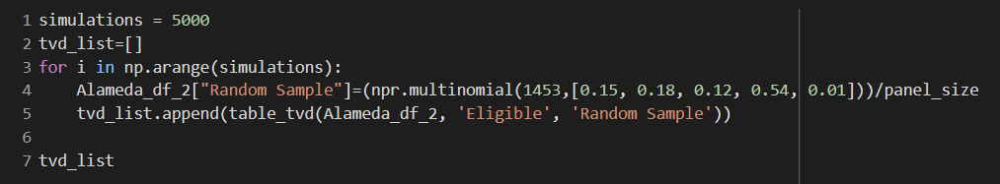 1 simulations = 5000
2 tvd_list=[]
3 for i in np.arange(simulations):
4     Alameda_df_2["Random Sample"]=(npr.multinomial(1453,[0.15, 0.18, 0.12, 0.54, 0.01]))/panel_size
5     tvd_list.append(table_tvd(Alameda_df_2, 'Eligible', 'Random Sample'))
6
7 tvd_list